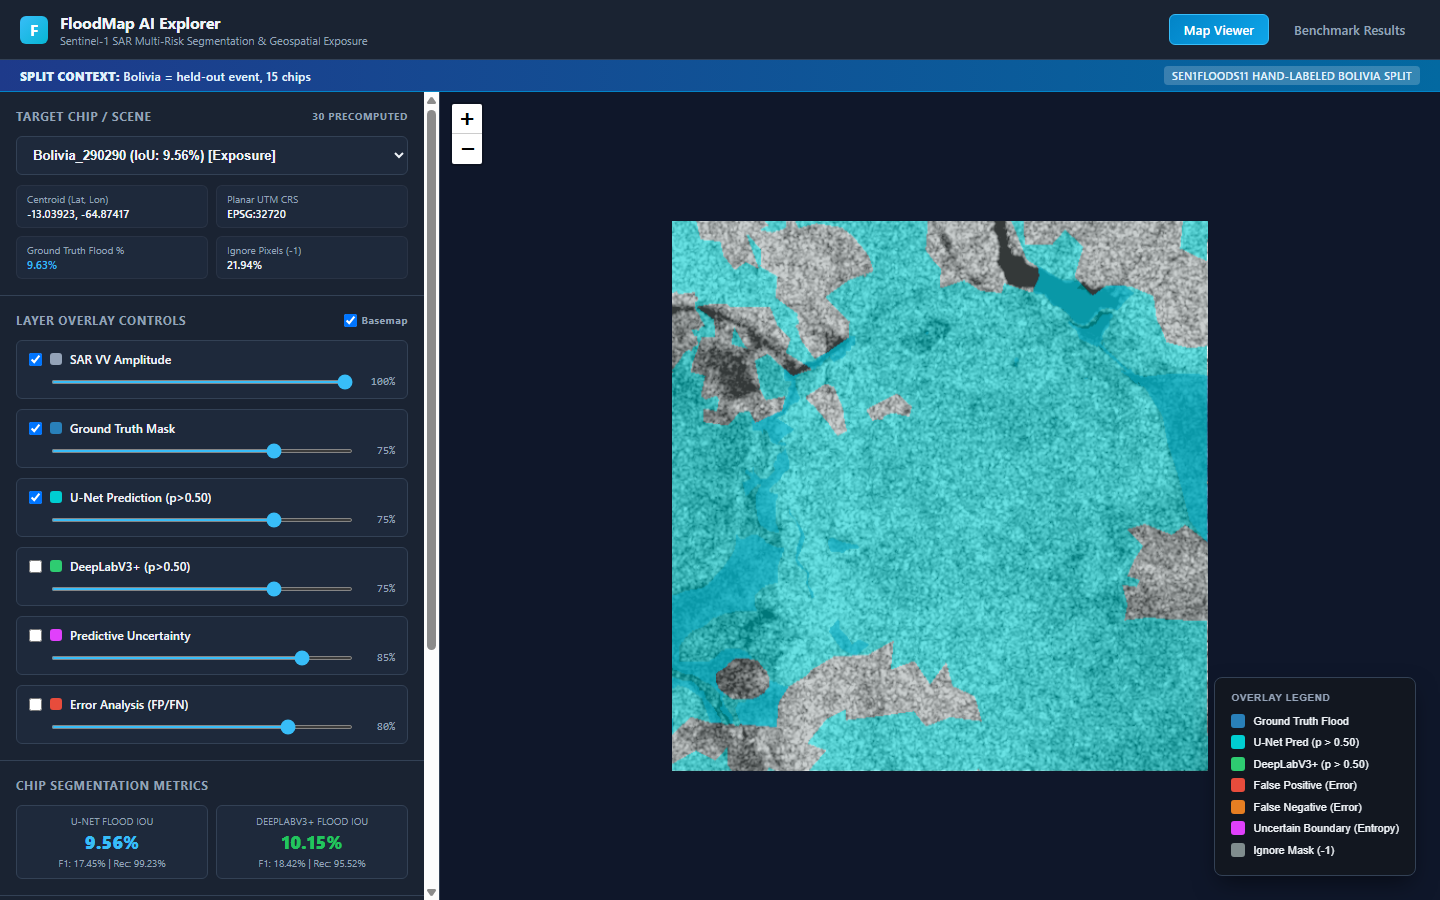 F
FloodMap AI Explorer
Sentinel-1 SAR Multi-Risk Segmentation & Geospatial Exposure
Map Viewer
Benchmark Results
SPLIT CONTEXT: Bolivia = held-out event, 15 chips
SEN1FLOODS11 HAND-LABELED BOLIVIA SPLIT
TARGET CHIP / SCENE
30 PRECOMPUTED
Bolivia_290290 (IoU: 9.56%) [Exposure]
Centroid (Lat, Lon)
-13.03923, -64.87417
Planar UTM CRS
EPSG:32720
Ground Truth Flood %
9.63%
Ignore Pixels (-1)
21.94%
LAYER OVERLAY CONTROLS
Basemap
SAR VV Amplitude
100%
Ground Truth Mask
75%
U-Net Prediction (p>0.50)
75%
DeepLabV3+ (p>0.50)
75%
Predictive Uncertainty
85%
Error Analysis (FP/FN)
80%
CHIP SEGMENTATION METRICS
U-NET FLOOD IOU
9.56%
F1: 17.45% | Rec: 99.23%
DEEPLABV3+ FLOOD IOU
10.15%
F1: 18.42% | Rec: 95.52%
+
−
OVERLAY LEGEND
Ground Truth Flood
U-Net Pred (p > 0.50)
DeepLabV3+ (p > 0.50)
False Positive (Error)
False Negative (Error)
Uncertain Boundary (Entropy)
Ignore Mask (-1)